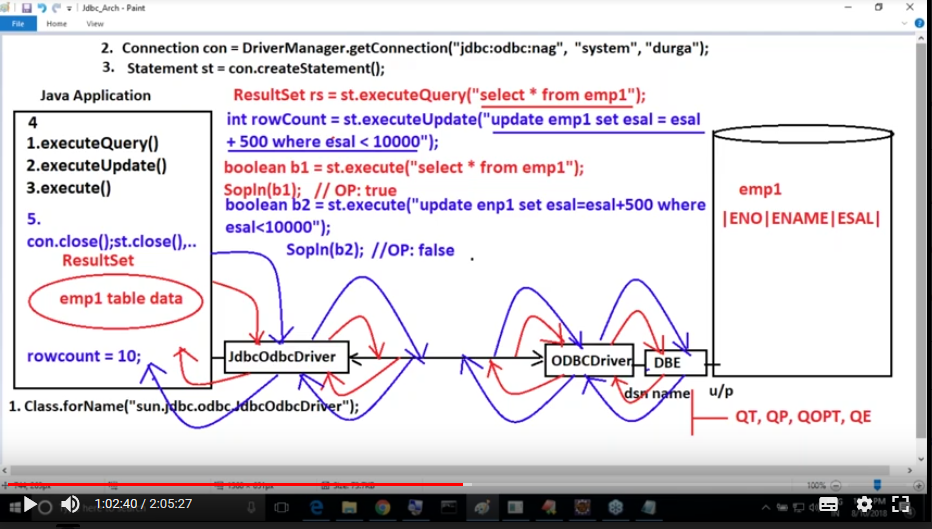 Jdbc_Arch - Paint
File Home View
2. Connection con = DriverManager.getConnection("jdbc:odbc:nag", "system", "durga");
3. Statement st = con.createStatement();
Java Application
ResultSet rs = st.executeQuery("select * from emp1");
int rowCount = st.executeUpdate("update emp1 set esal = esal
+ 500 where esal < 10000");
boolean b1 = st.execute("select * from emp1");
Sopln(b1); // OP: true
boolean b2 = st.execute("update enp1 set esal=esal+500 where
esal<10000");
Sopln(b2); //OP: false
4
1.executeQuery()
2.executeUpdate()
3.execute()
5.
con.close();st.close(),..
ResultSet
emp1 table data
rowcount = 10;
emp1
|ENO|ENAME|ESAL|
JdbcOdbcDriver
ODBCDriver
DBE
dsn name
u/p
1. Class.forName("sun.jdbc.odbc.JdbcOdbcDriver");
QT, QP, QOPT, QE
100%
1:02:40 / 2:05:27